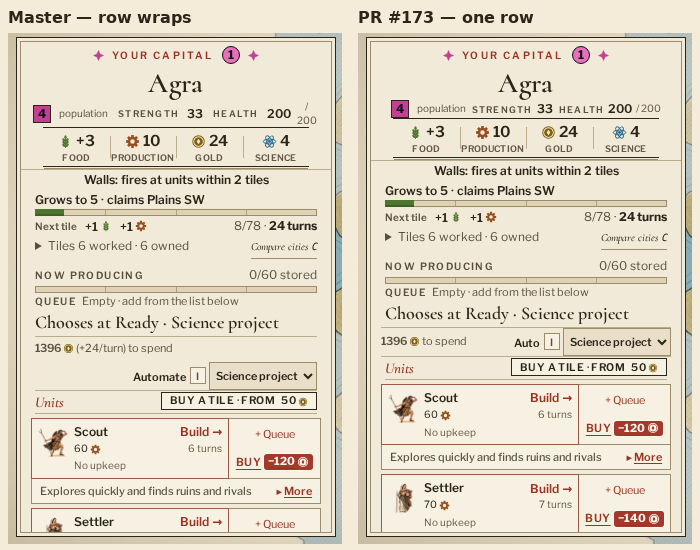 Master — row wraps
YOUR CAPITAL 1
Agra
4 population STRENGTH 33 HEALTH 200 / 200
+3 10 24 4
FOOD PRODUCTION GOLD SCIENCE
Walls: fires at units within 2 tiles
Grows to 5 · claims Plains SW
Next tile +1 +1 8/78 · 24 turns
▶ Tiles 6 worked · 6 owned Compare cities C
NOW PRODUCING 0/60 stored
QUEUE Empty · add from the list below
Chooses at Ready · Science project
1396 (+24/turn) to spend
Automate I Science project
Units BUY A TILE · FROM 50
Scout Build → + Queue
60 6 turns
No upkeep BUY −120
Explores quickly and finds ruins and rivals ▸ More
Settler Build →
PR #173 — one row
YOUR CAPITAL 1
Agra
4 population STRENGTH 33 HEALTH 200 / 200
+3 10 24 4
FOOD PRODUCTION GOLD SCIENCE
Walls: fires at units within 2 tiles
Grows to 5 · claims Plains SW
Next tile +1 +1 8/78 · 24 turns
▶ Tiles 6 worked · 6 owned Compare cities C
NOW PRODUCING 0/60 stored
QUEUE Empty · add from the list below
Chooses at Ready · Science project
1396 to spend Auto I Science project
Units BUY A TILE · FROM 50
Scout Build → + Queue
60 6 turns
No upkeep BUY −120
Explores quickly and finds ruins and rivals ▸ More
Settler Build → + Queue
70 7 turns
No upkeep BUY −140